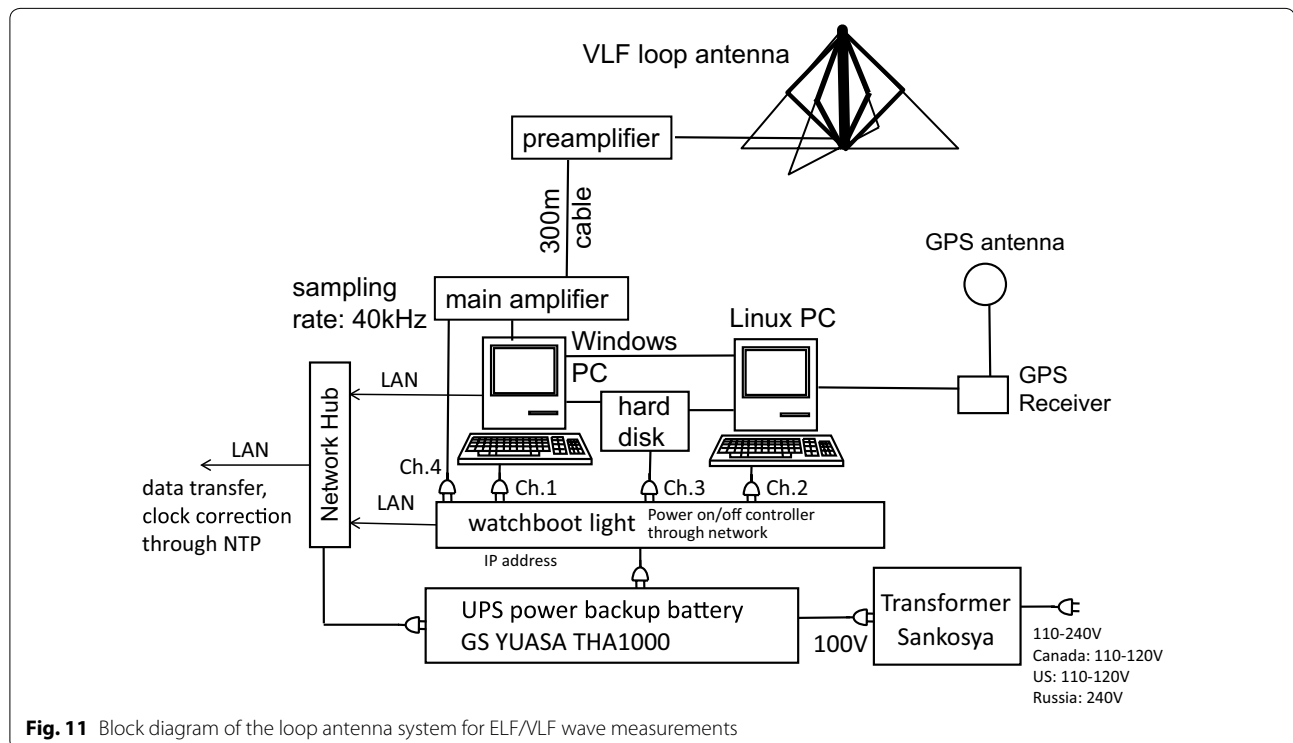 VLF loop antenna
preamplifier
300m
cable
GPS antenna
sampling
rate: 40kHz
main amplifier
Linux PC
Windows
PC
GPS
Receiver
LAN
hard
disk
Network Hub
LAN
data transfer,
clock correction
through NTP
Ch.4
Ch.1
Ch.3
Ch.2
LAN
watchboot light
Power on/off controller
through network
IP address
UPS power backup battery
GS YUASA THA1000
100V
Transformer
Sankosya
110-240V
Canada: 110-120V
US: 110-120V
Russia: 240V
Fig. 11 Block diagram of the loop antenna system for ELF/VLF wave measurements